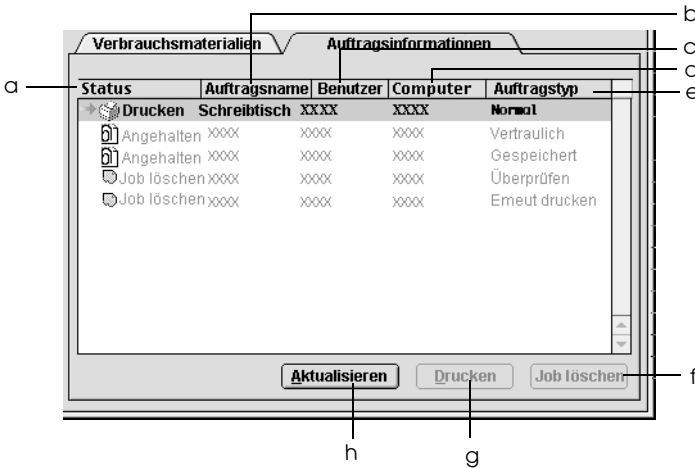 b
Verbrauchsmaterialien Auftragsinformationen
c
d
a Status Auftragsname Benutzer Computer Auftragstyp e
Drucken Schreibtisch XXXX XXXX Normal
Angehalten XXXX XXXX XXXX Vertraulich
Angehalten XXXX XXXX XXXX Gespeichert
Job löschen XXXX XXXX XXXX Überprüfen
Job löschen XXXX XXXX XXXX Erneut drucken
Aktualisieren Drucken Job löschen f
h g